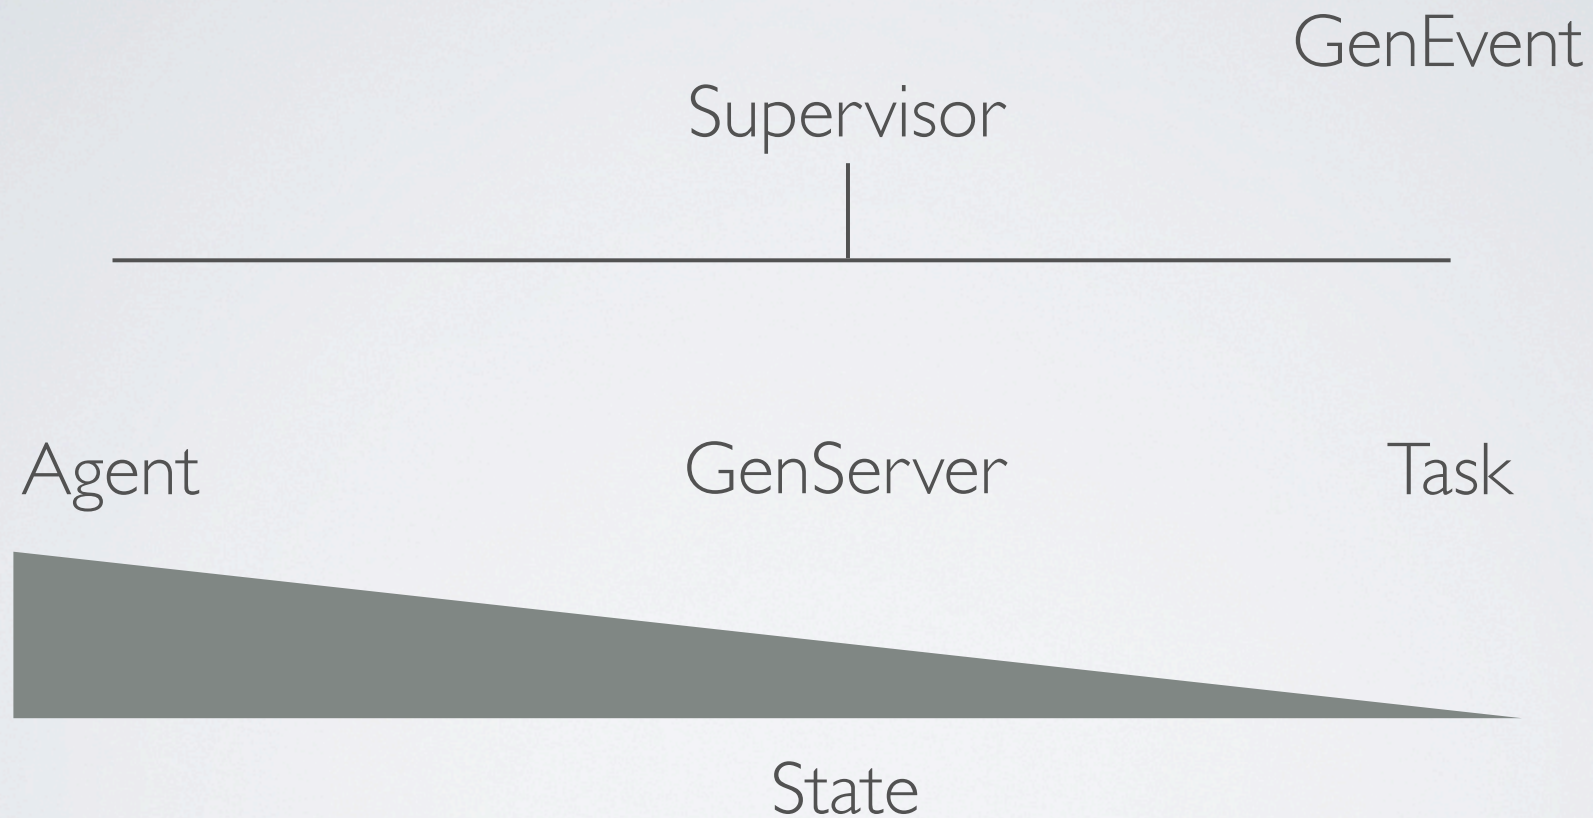 GenEvent
Supervisor
Agent GenServer Task
State